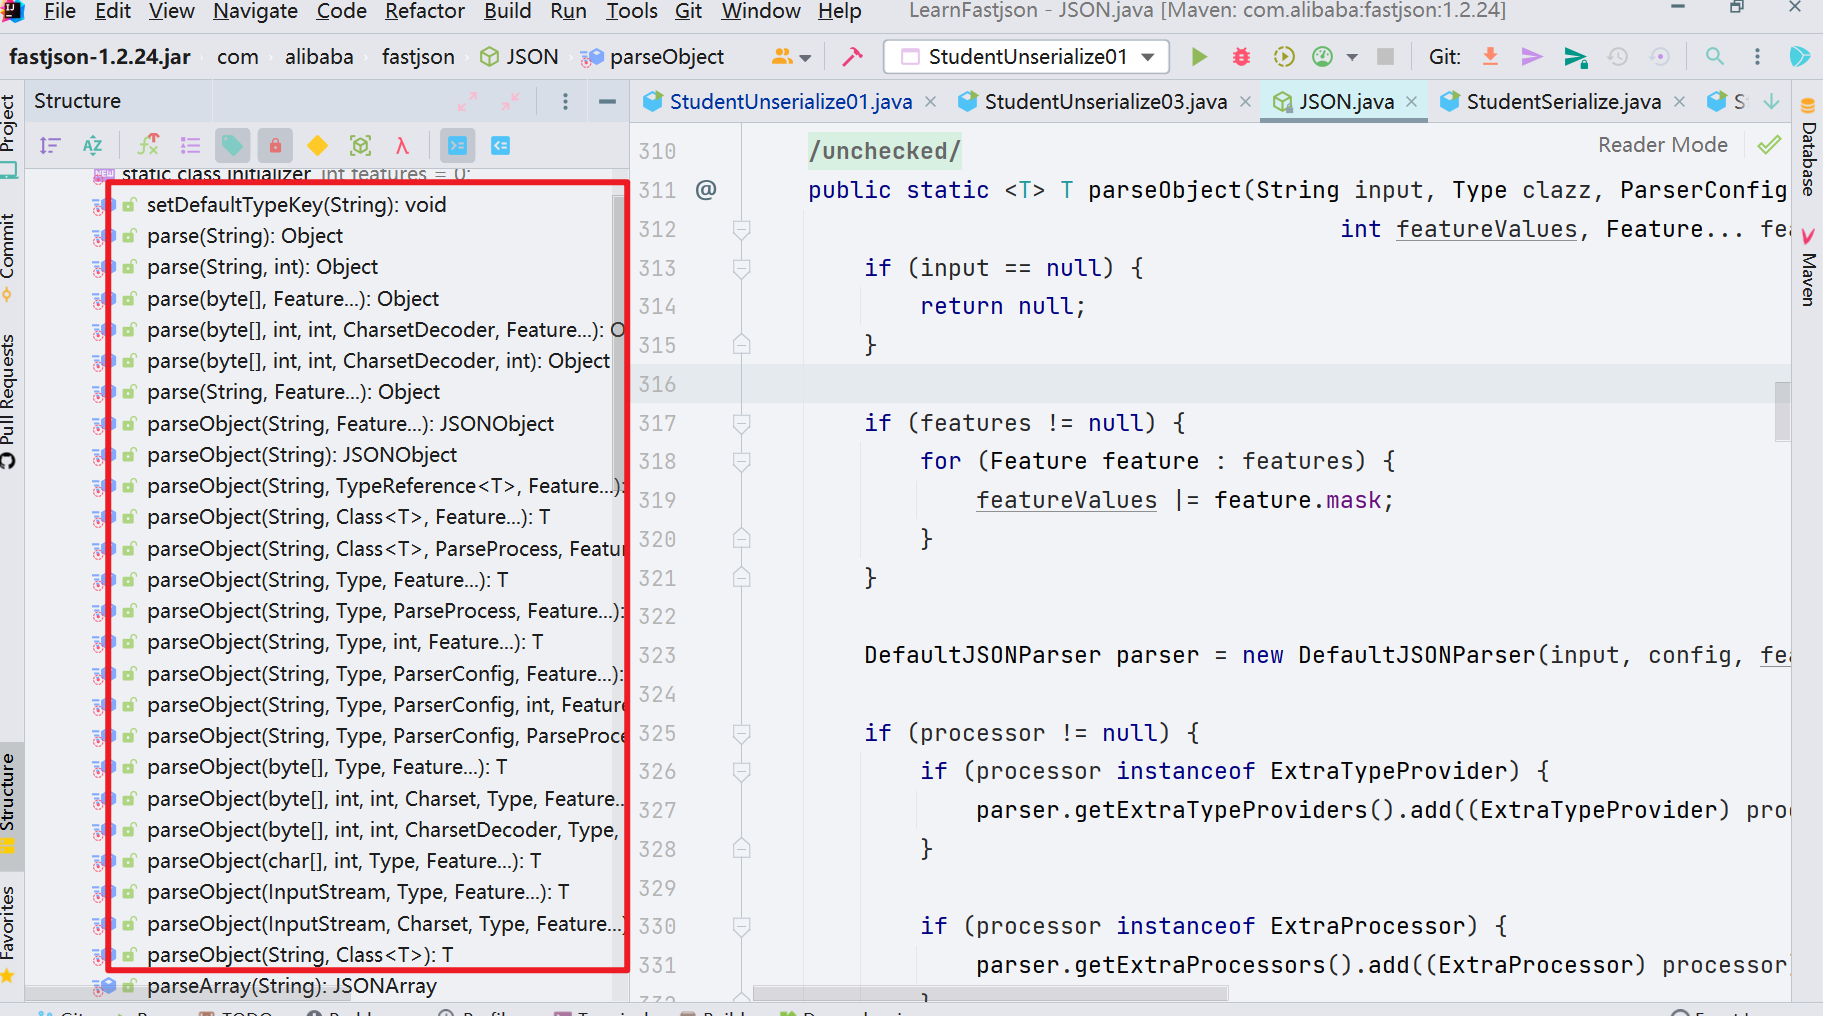 File Edit View Navigate Code Refactor Build Run Tools Git Window Help LearnFastjson - JSON.java [Maven: com.alibaba:fastjson:1.2.24]
fastjson-1.2.24.jar com alibaba fastjson JSON parseObject StudentUnserialize01 Git:
Structure
StudentUnserialize01.java StudentUnserialize03.java JSON.java StudentSerialize.java S
static class initializer int features = 0;
setDefaultTypeKey(String): void
parse(String): Object
parse(String, int): Object
parse(byte[], Feature...): Object
parse(byte[], int, int, CharsetDecoder, Feature...): O
parse(byte[], int, int, CharsetDecoder, int): Object
parse(String, Feature...): Object
parseObject(String, Feature...): JSONObject
parseObject(String): JSONObject
parseObject(String, TypeReference<T>, Feature...):
parseObject(String, Class<T>, Feature...): T
parseObject(String, Class<T>, ParseProcess, Featur
parseObject(String, Type, Feature...): T
parseObject(String, Type, ParseProcess, Feature...):
parseObject(String, Type, int, Feature...): T
parseObject(String, Type, ParserConfig, Feature...):
parseObject(String, Type, ParserConfig, int, Feature
parseObject(String, Type, ParserConfig, ParseProce
parseObject(byte[], Type, Feature...): T
parseObject(byte[], int, int, Charset, Type, Feature...
parseObject(byte[], int, int, CharsetDecoder, Type,
parseObject(char[], int, Type, Feature...): T
parseObject(InputStream, Type, Feature...): T
parseObject(InputStream, Charset, Type, Feature...)
parseObject(String, Class<T>): T
parseArray(String): JSONArray
Reader Mode
310 /unchecked/
311 @ public static <T> T parseObject(String input, Type clazz, ParserConfig
312 int featureValues, Feature... fea
313 if (input == null) {
314 return null;
315 }
316
317 if (features != null) {
318 for (Feature feature : features) {
319 featureValues |= feature.mask;
320 }
321 }
322
323 DefaultJSONParser parser = new DefaultJSONParser(input, config, fea
324
325 if (processor != null) {
326 if (processor instanceof ExtraTypeProvider) {
327 parser.getExtraTypeProviders().add((ExtraTypeProvider) proc
328 }
329
330 if (processor instanceof ExtraProcessor) {
331 parser.getExtraProcessors().add((ExtraProcessor) processor)
332 }
Project
Commit
Pull Requests
Structure
Favorites
Database
Maven
Git TODO